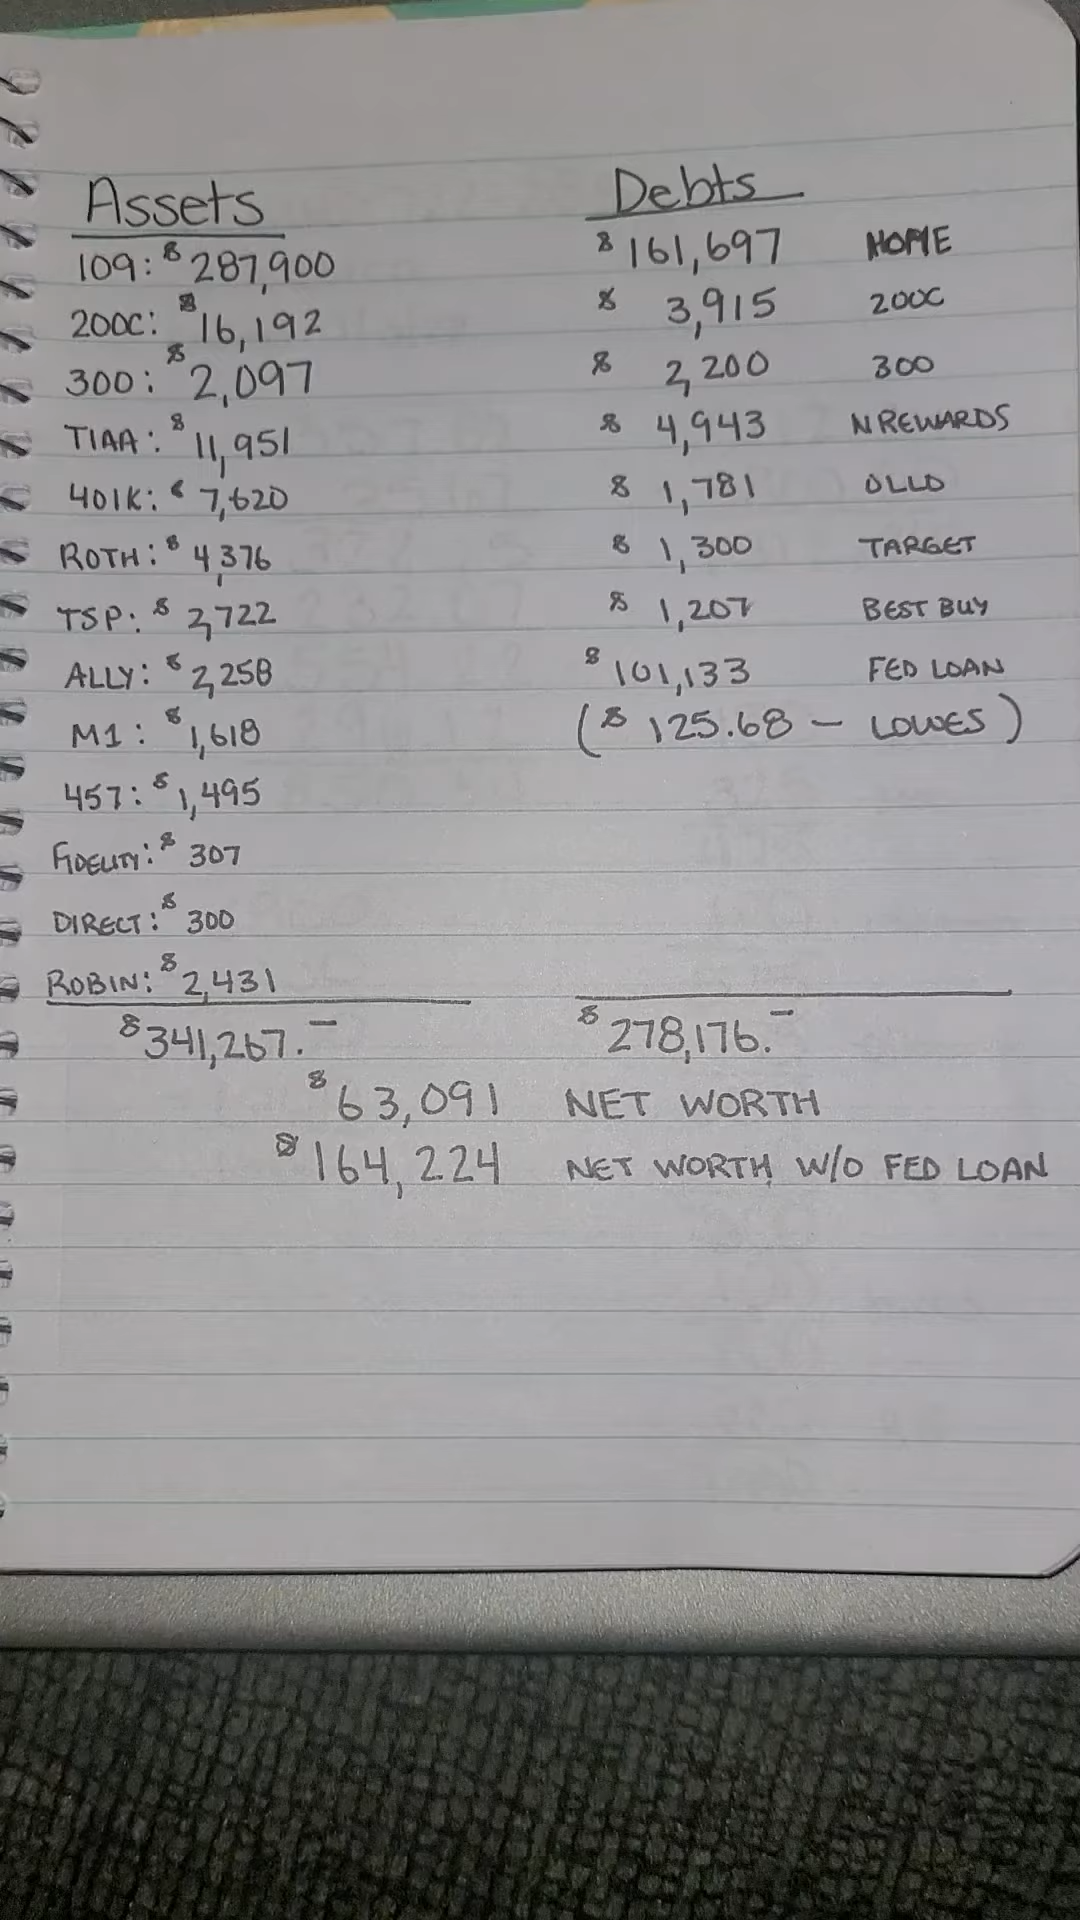 Assets
109: $287,900
200C: $16,192
300: $2,097
TIAA: $11,951
401K: $7,620
ROTH: $4,376
TSP: $2,722
ALLY: $2,258
M1: $1,618
457: $1,495
FIDELITY: $307
DIRECT: $300
ROBIN: $2,431
$341,267.–
Debts
$161,697 HOME
$3,915 200C
$2,200 300
$4,943 NREWARDS
$1,781 OLLO
$1,300 TARGET
$1,207 BEST BUY
$101,133 FED LOAN
($125.68 – LOWES)
$278,176.–
$63,091 NET WORTH
$164,224 NET WORTH W/O FED LOAN